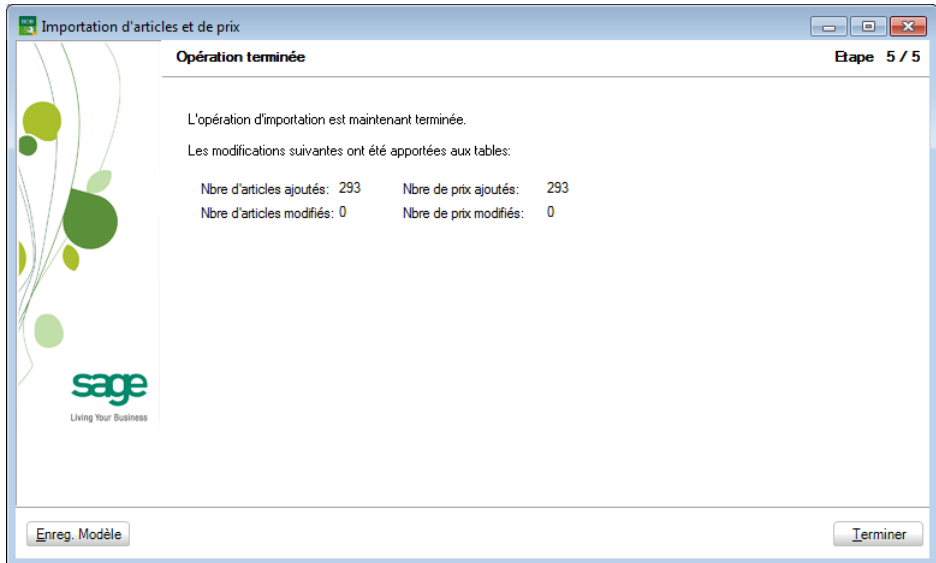 Importation d'articles et de prix
Opération terminée
Etape 5 / 5
L'opération d'importation est maintenant terminée.
Les modifications suivantes ont été apportées aux tables:
Nbre d'articles ajoutés: 293 Nbre de prix ajoutés: 293
Nbre d'articles modifiés: 0 Nbre de prix modifiés: 0
sage
Living Your Business
Enreg. Modèle
Terminer